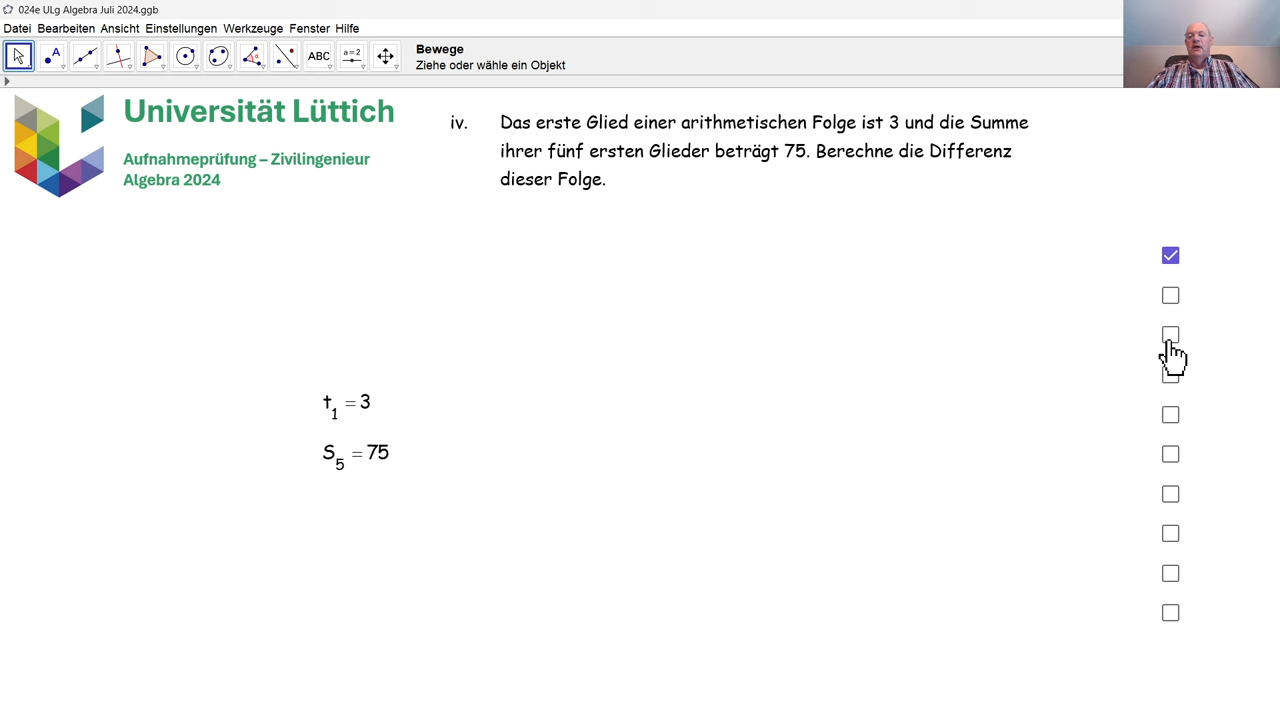 024e ULg Algebra Juli 2024.ggb
Datei Bearbeiten Ansicht Einstellungen Werkzeuge Fenster Hilfe
A
ABC
a=2
Bewege
Ziehe oder wähle ein Objekt
Universität Lüttich
Aufnahmeprüfung – Zivilingenieur
Algebra 2024
iv. Das erste Glied einer arithmetischen Folge ist 3 und die Summe
ihrer fünf ersten Glieder beträgt 75. Berechne die Differenz
dieser Folge.
t₁ = 3
S₅ = 75